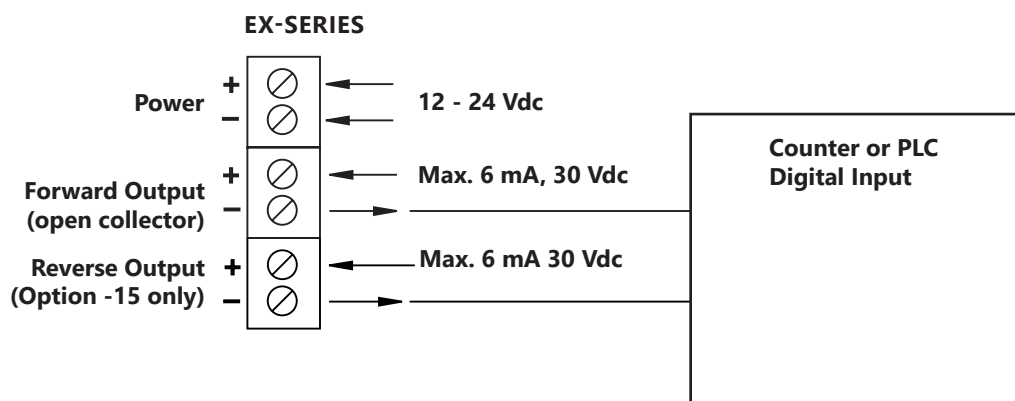 EX-SERIES
Power
+
−
12 - 24 Vdc
Forward Output
(open collector)
+
−
Max. 6 mA, 30 Vdc
Reverse Output
(Option -15 only)
+
−
Max. 6 mA 30 Vdc
Counter or PLC
Digital Input